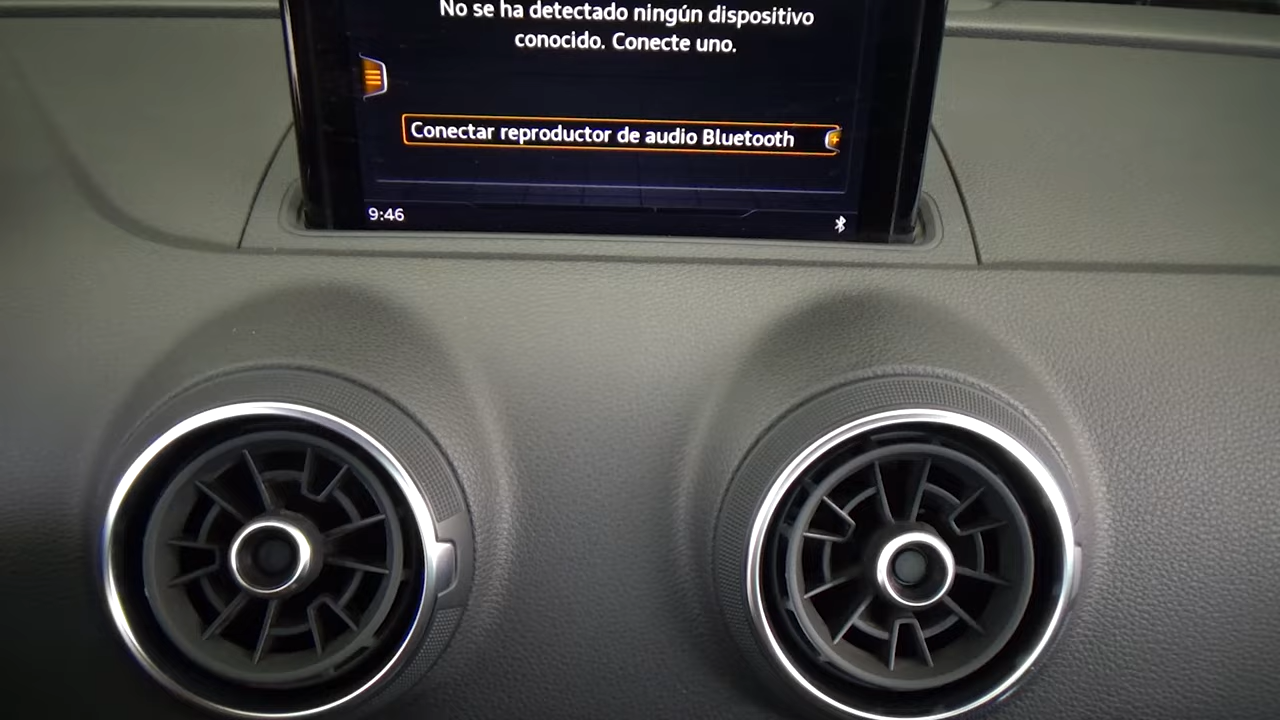 No se ha detectado ningún dispositivo
conocido. Conecte uno.
Conectar reproductor de audio Bluetooth
9:46